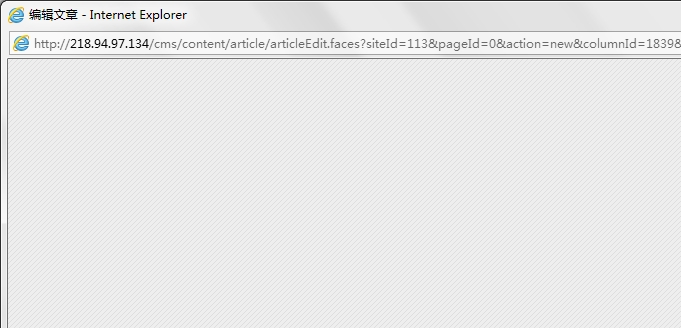 编辑文章 - Internet Explorer
http://218.94.97.134/cms/content/article/articleEdit.faces?siteId=113&pageId=0&action=new&columnId=18398